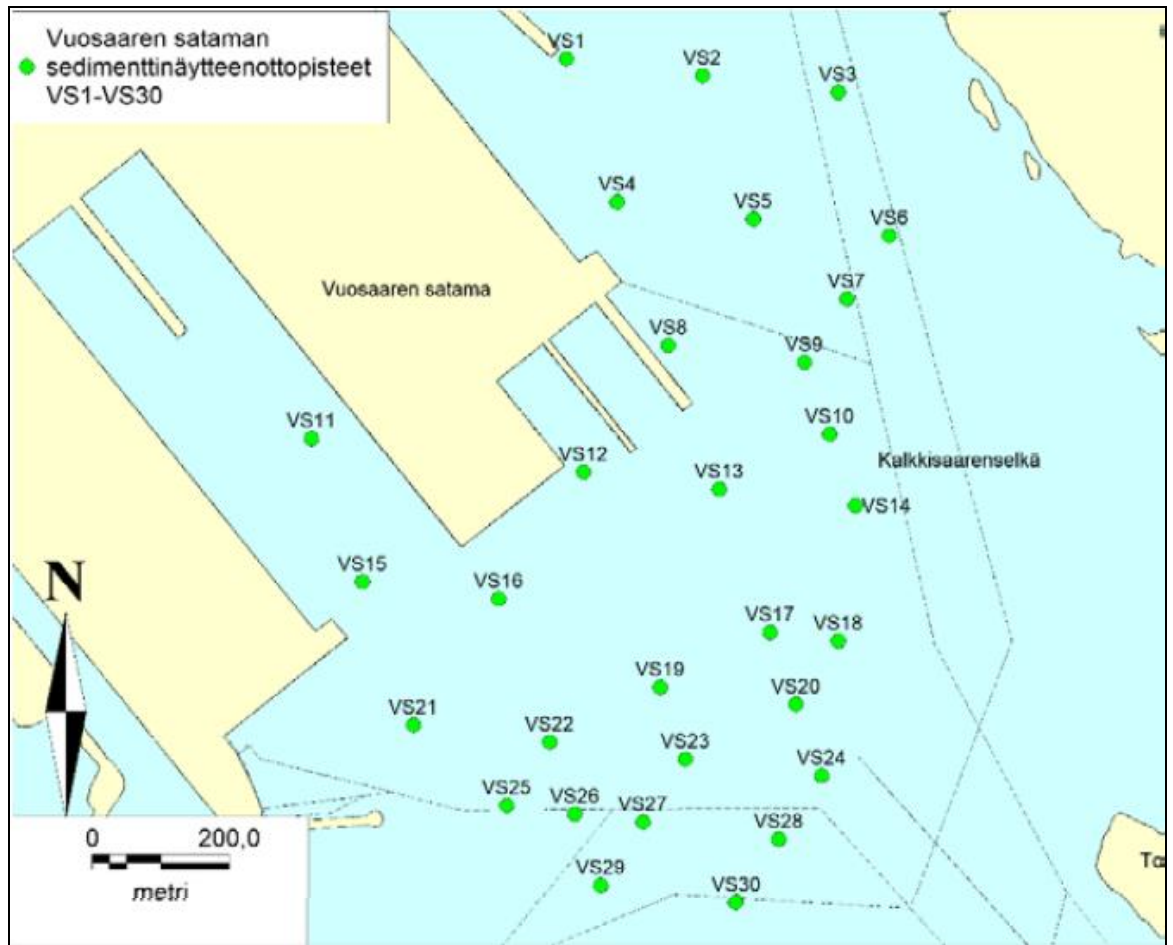 Vuosaaren sataman
sedimenttinäytteenottopisteet
VS1-VS30
VS1
VS2
VS3
VS4
VS5
VS6
VS7
Vuosaaren satama
VS8
VS9
VS10
VS11
VS12
VS13
Kalkkisaarenselkä
VS14
VS15
VS16
N
VS17
VS18
VS19
VS20
VS21
VS22
VS23
VS24
VS25
VS26
VS27
VS28
VS29
VS30
0 200,0
metri